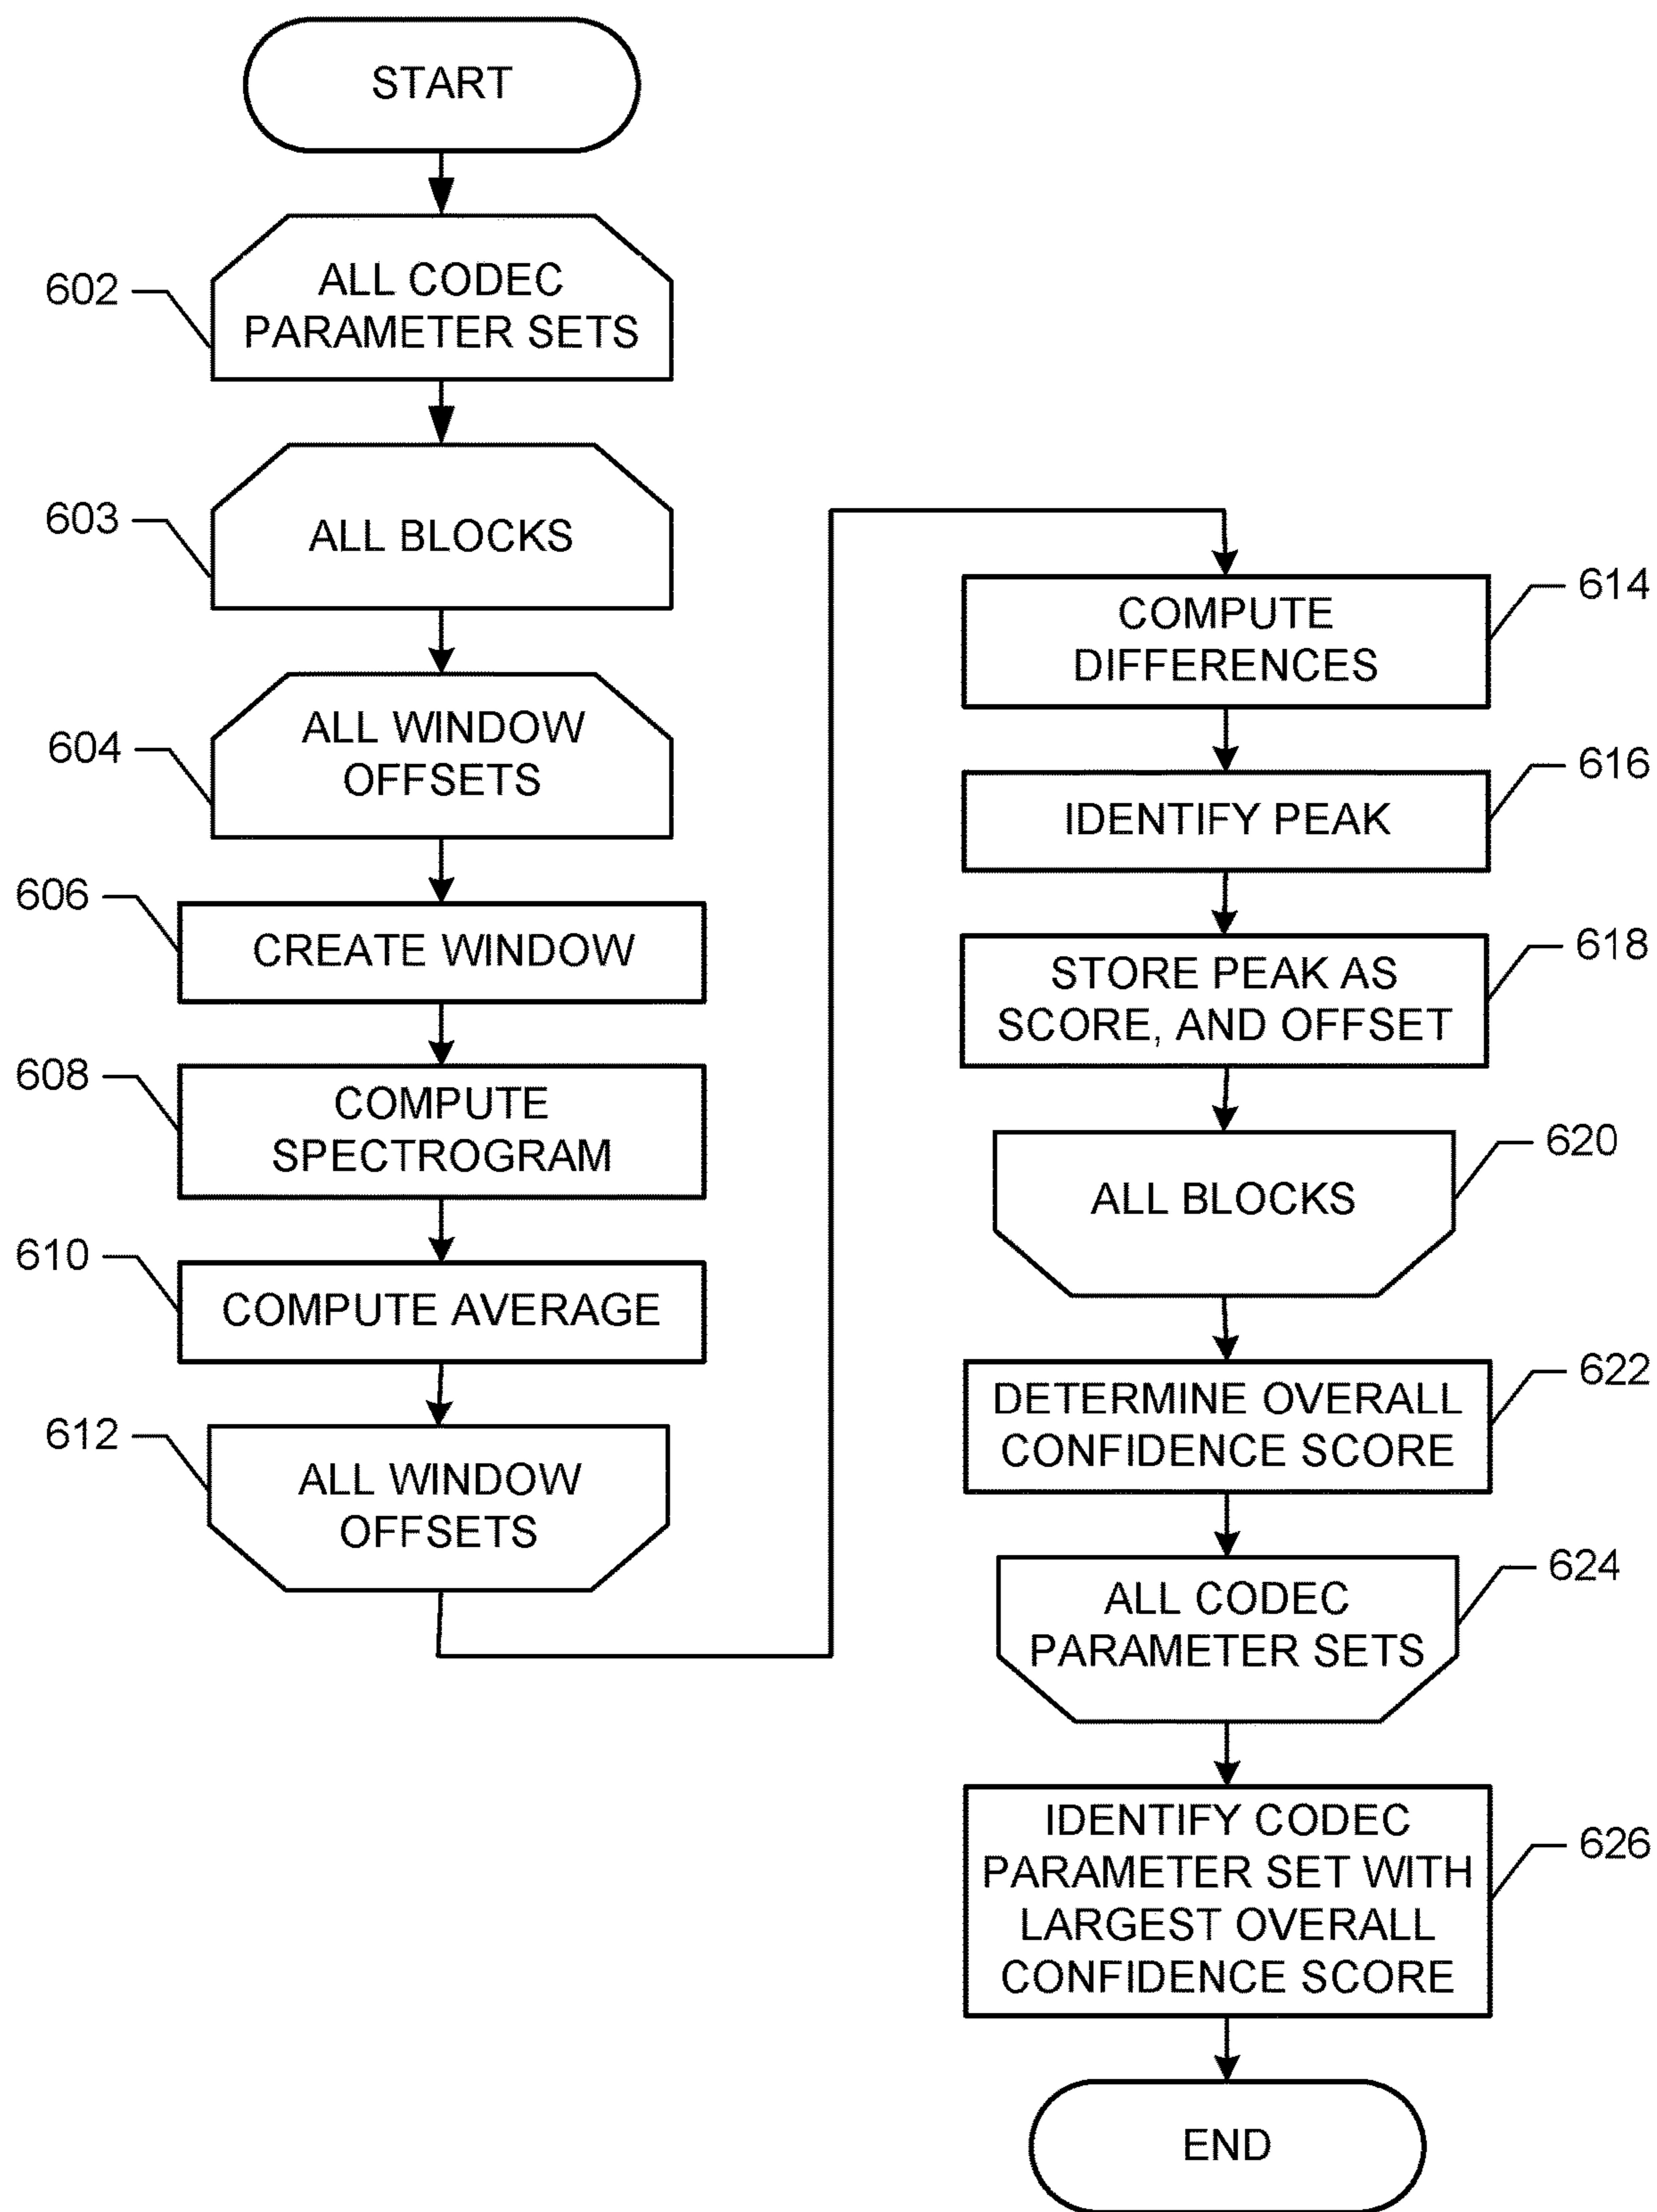 START
602
ALL CODEC
PARAMETER SETS
603
ALL BLOCKS
604
ALL WINDOW
OFFSETS
606
CREATE WINDOW
608
COMPUTE
SPECTROGRAM
610
COMPUTE AVERAGE
612
ALL WINDOW
OFFSETS
614
COMPUTE
DIFFERENCES
616
IDENTIFY PEAK
618
STORE PEAK AS
SCORE, AND OFFSET
620
ALL BLOCKS
622
DETERMINE OVERALL
CONFIDENCE SCORE
624
ALL CODEC
PARAMETER SETS
626
IDENTIFY CODEC
PARAMETER SET WITH
LARGEST OVERALL
CONFIDENCE SCORE
END